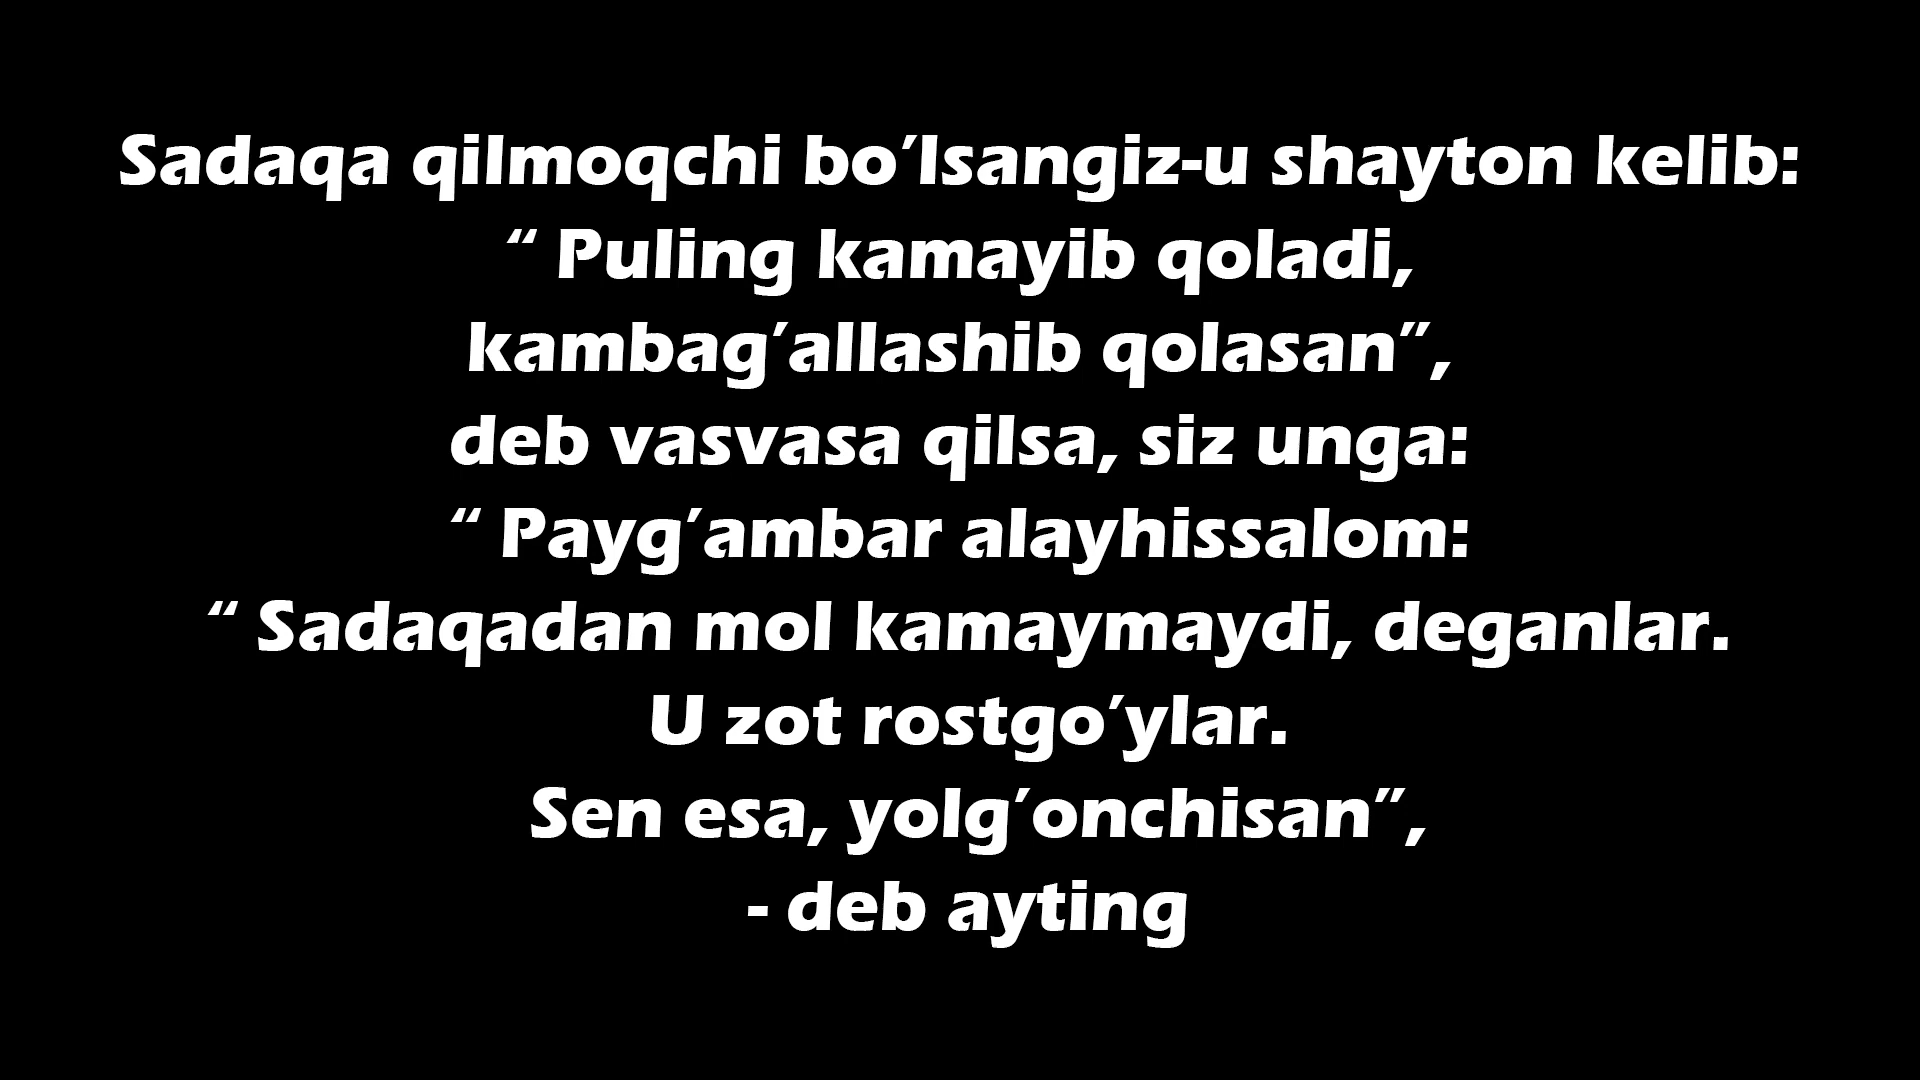 Sadaqa qilmoqchi bo’lsangiz-u shayton kelib:
“ Puling kamayib qoladi,
kambag’allashib qolasan”,
deb vasvasa qilsa, siz unga:
“ Payg’ambar alayhissalom:
“ Sadaqadan mol kamaymaydi, deganlar.
U zot rostgo’ylar.
Sen esa, yolg’onchisan”,
- deb ayting